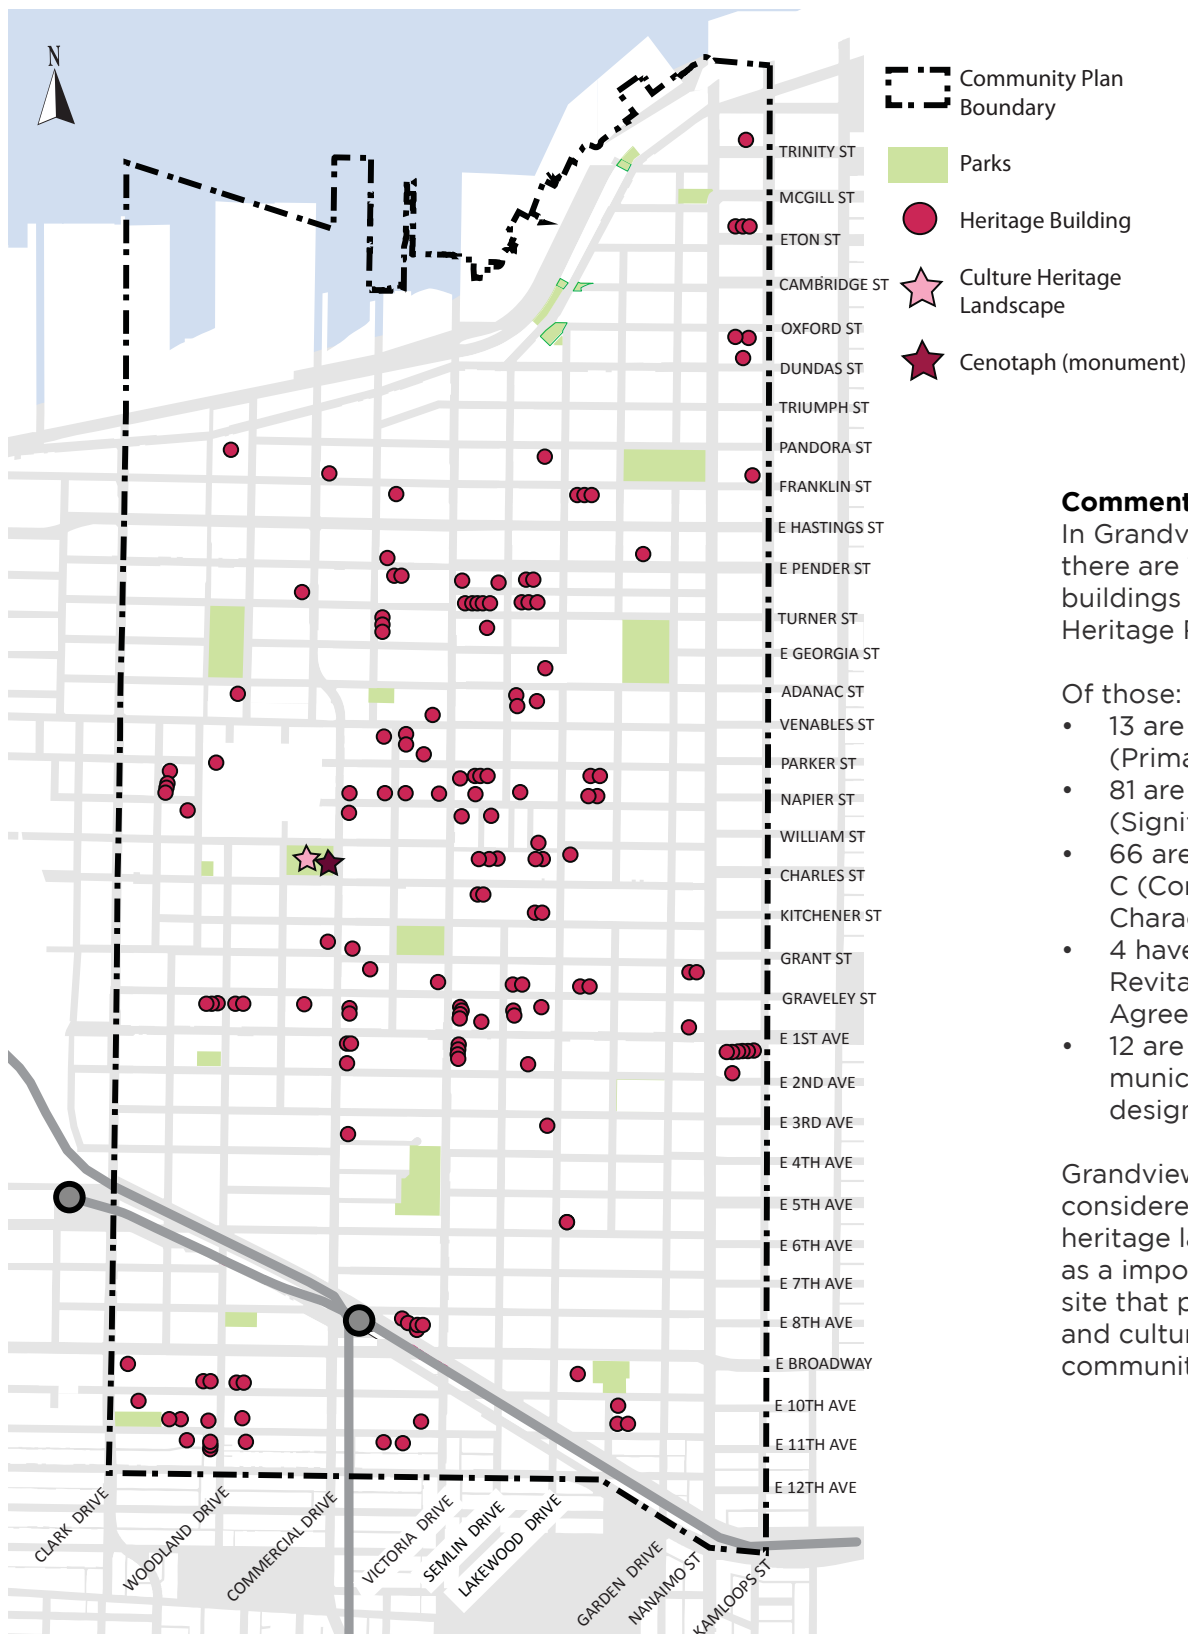 N
Community Plan
Boundary
Parks
Heritage Building
Culture Heritage
Landscape
Cenotaph (monument)
TRINITY ST
MCGILL ST
ETON ST
CAMBRIDGE ST
OXFORD ST
DUNDAS ST
TRIUMPH ST
PANDORA ST
FRANKLIN ST
E HASTINGS ST
E PENDER ST
TURNER ST
E GEORGIA ST
ADANAC ST
VENABLES ST
PARKER ST
NAPIER ST
WILLIAM ST
CHARLES ST
KITCHENER ST
GRANT ST
GRAVELEY ST
E 1ST AVE
E 2ND AVE
E 3RD AVE
E 4TH AVE
E 5TH AVE
E 6TH AVE
E 7TH AVE
E 8TH AVE
E BROADWAY
E 10TH AVE
E 11TH AVE
E 12TH AVE
CLARK DRIVE
WOODLAND DRIVE
COMMERCIAL DRIVE
VICTORIA DRIVE
SEMLIN DRIVE
LAKEWOOD DRIVE
GARDEN DRIVE
NANAIMO ST
KAMLOOPS ST
Comment
In Grandv
there are
buildings
Heritage
Of those:
• 13 are
(Prima
• 81 are
(Signi
• 66 are
C (Co
Chara
• 4 have
Revita
Agree
• 12 are
munic
desig
Grandview
considere
heritage la
as a impo
site that p
and cultu
communit